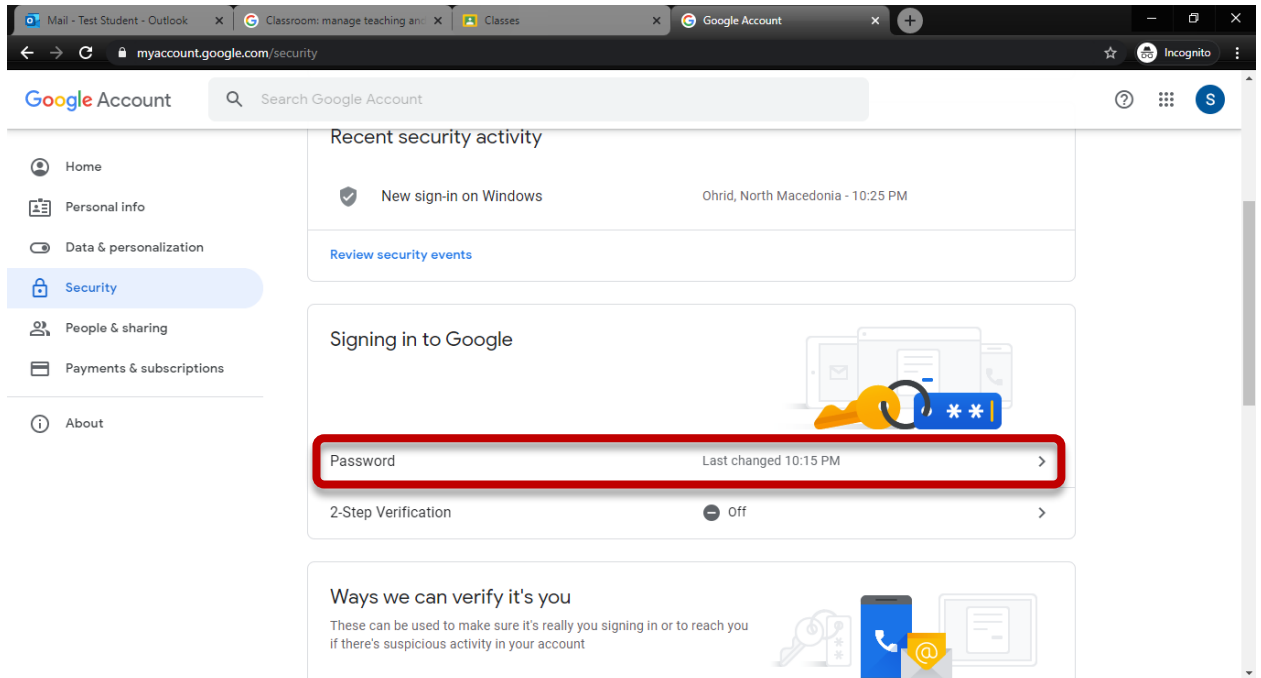 Mail - Test Student - Outlook
Classroom: manage teaching and
Classes
Google Account
myaccount.google.com/security
Incognito
Google Account
Search Google Account
S
Recent security activity
Home
New sign-in on Windows
Ohrid, North Macedonia - 10:25 PM
Personal info
Data & personalization
Review security events
Security
People & sharing
Signing in to Google
Payments & subscriptions
* *
About
Password
Last changed 10:15 PM
2-Step Verification
Off
Ways we can verify it's you
These can be used to make sure it's really you signing in or to reach you
if there's suspicious activity in your account
@